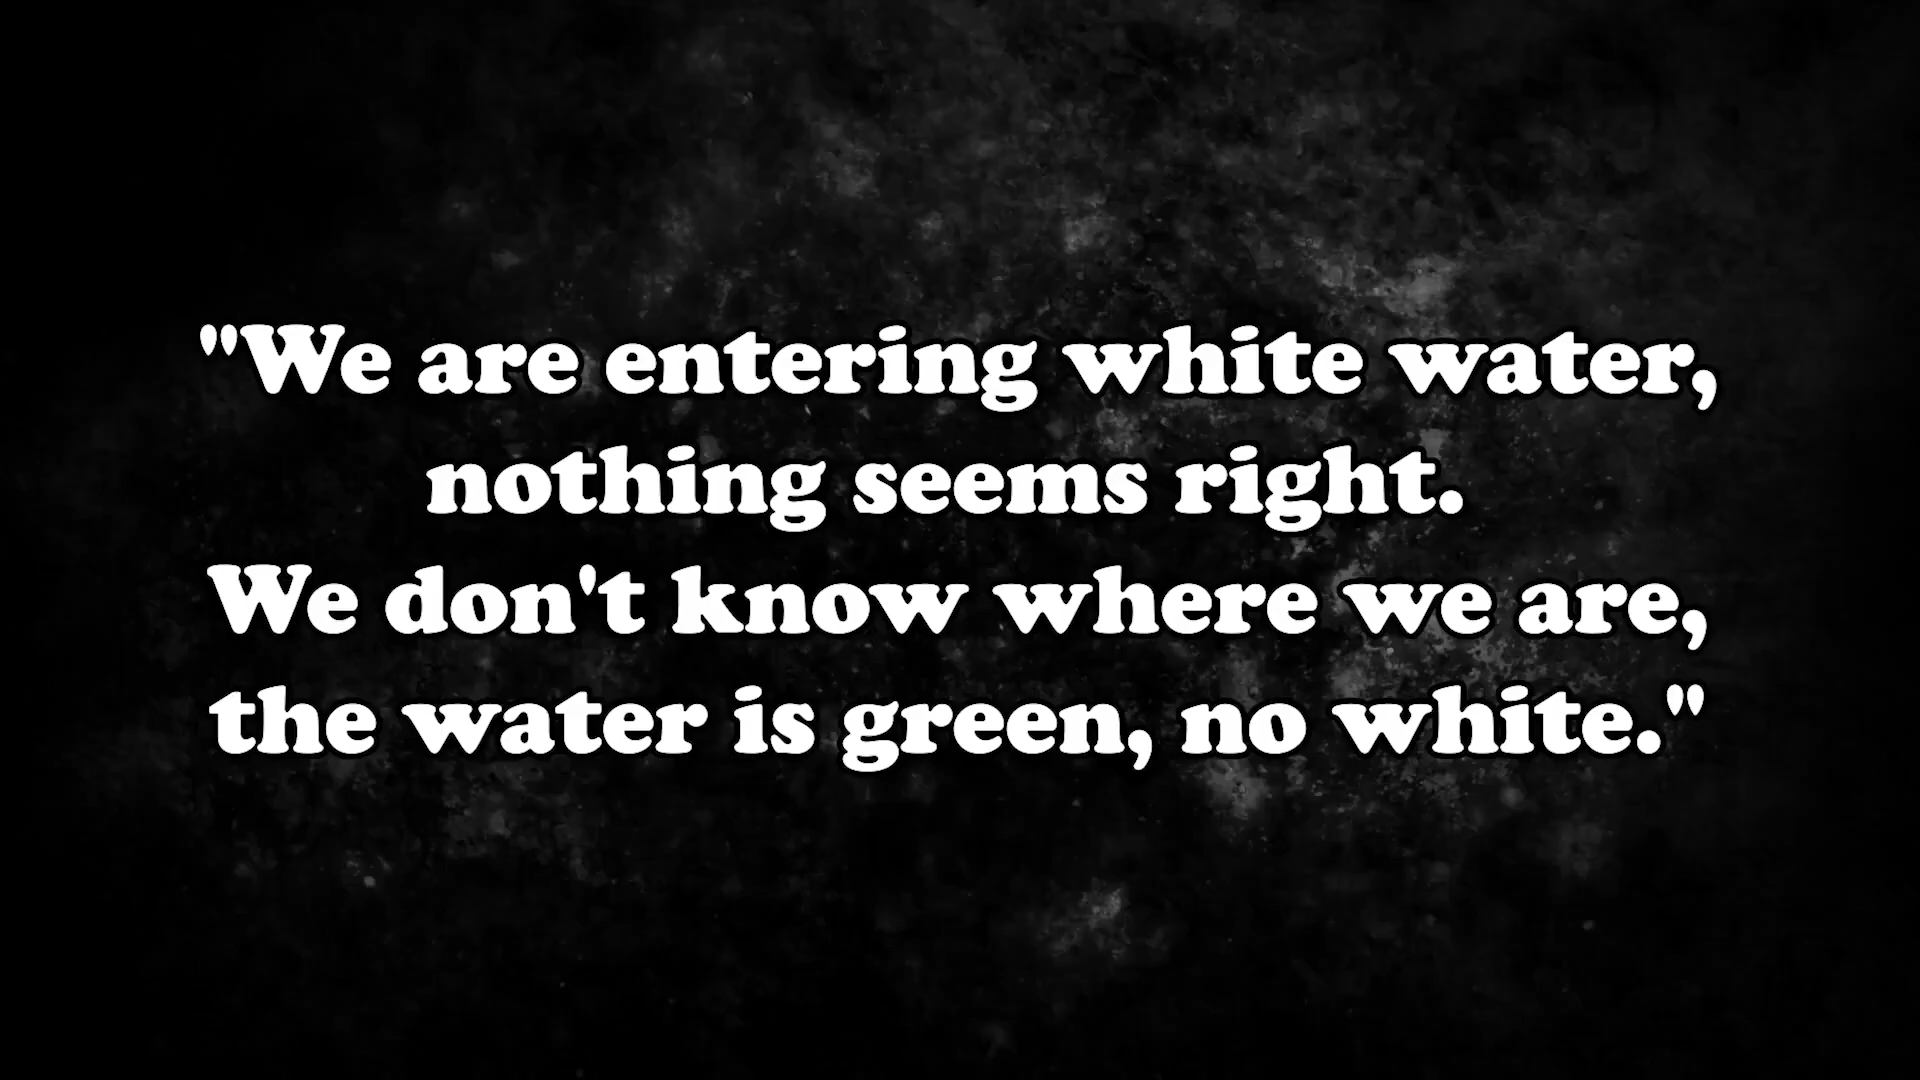 "We are entering white water,
nothing seems right.
We don't know where we are,
the water is green, no white."